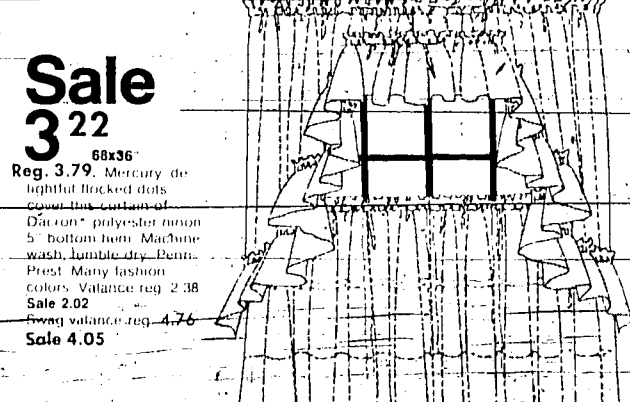 Sale
3 22
68x36"
Reg. 3.79. Mercury de
lightful flocked dots
cover this curtain of
Dacron* polyester ninon
5" bottom hem. Machine
wash, tumble dry. Penn-
Prest. Many fashion
colors. Valance reg. 2.38
Sale 2.02
Swag valance reg. 4.76
Sale 4.05